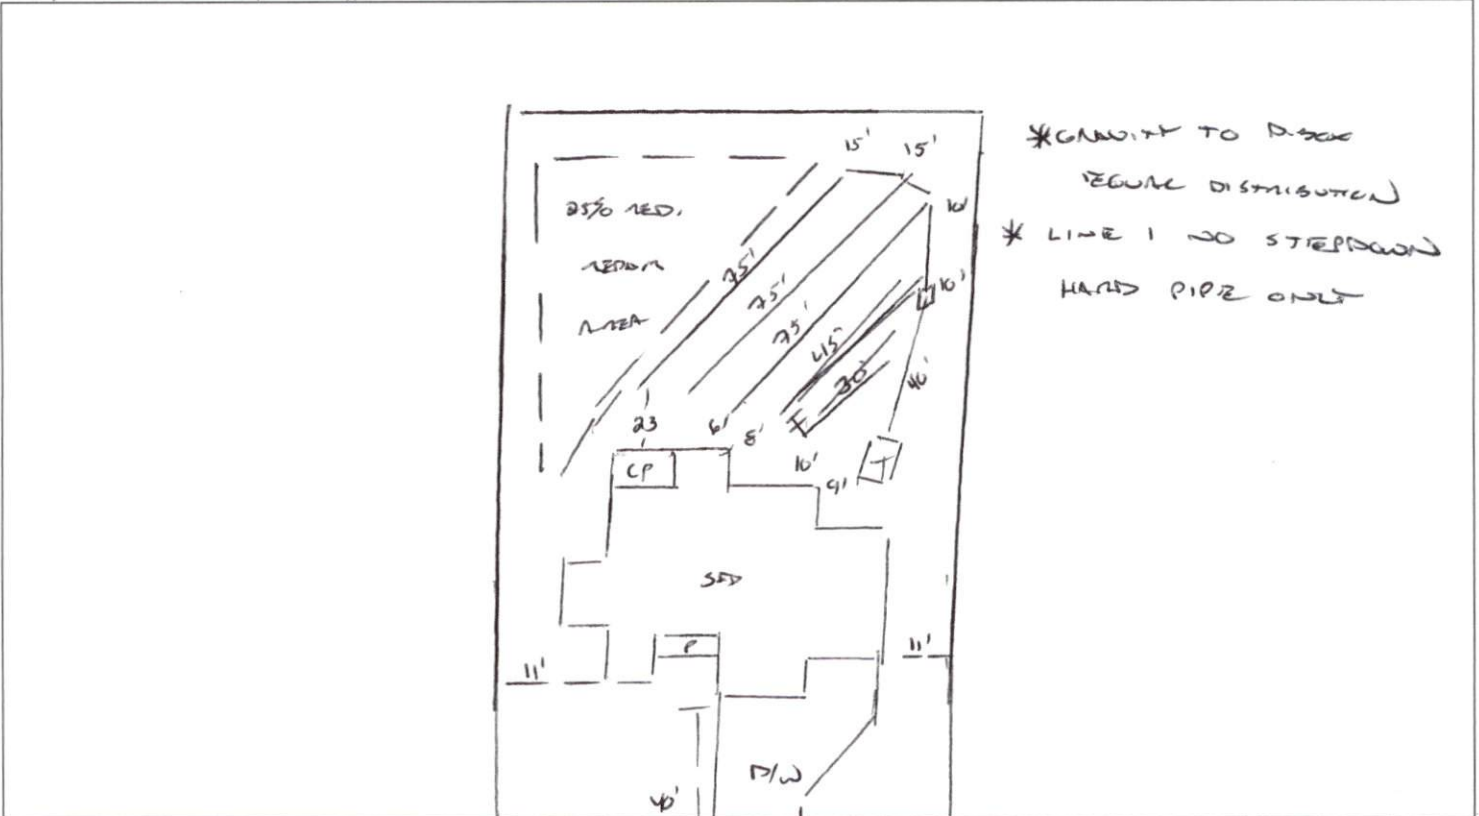 15'
15'
*GRAVITY TO D-BOX
EQUAL DISTRIBUTION
10'
25% RED.
REPAIR
AREA
* LINE 1 NO STEPDOWN
HARD PIPE ONLY
75'
75'
75'
10'
45'
30'
40'
23
6'
8'
10'
9'
CP
T
SFD
P
11'
11'
D/W
40'